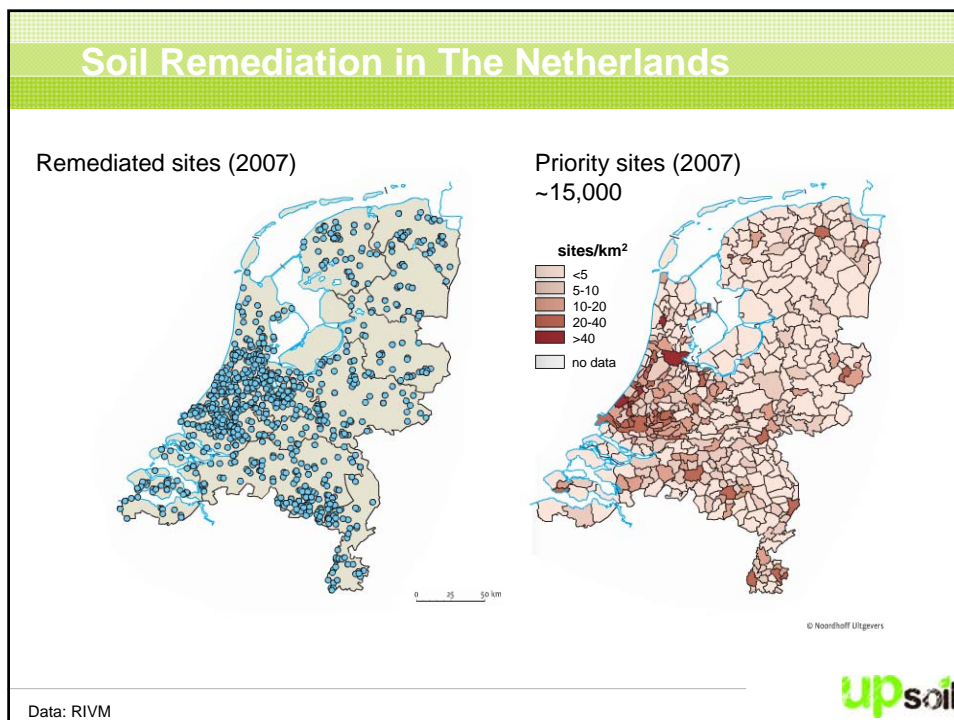 Soil Remediation in The Netherlands
Remediated sites (2007)
Priority sites (2007)
~15,000
sites/km²
<5
5-10
10-20
20-40
>40
no data
0 25 50 km
© Noordhoff Uitgevers
Data: RIVM
upsoil